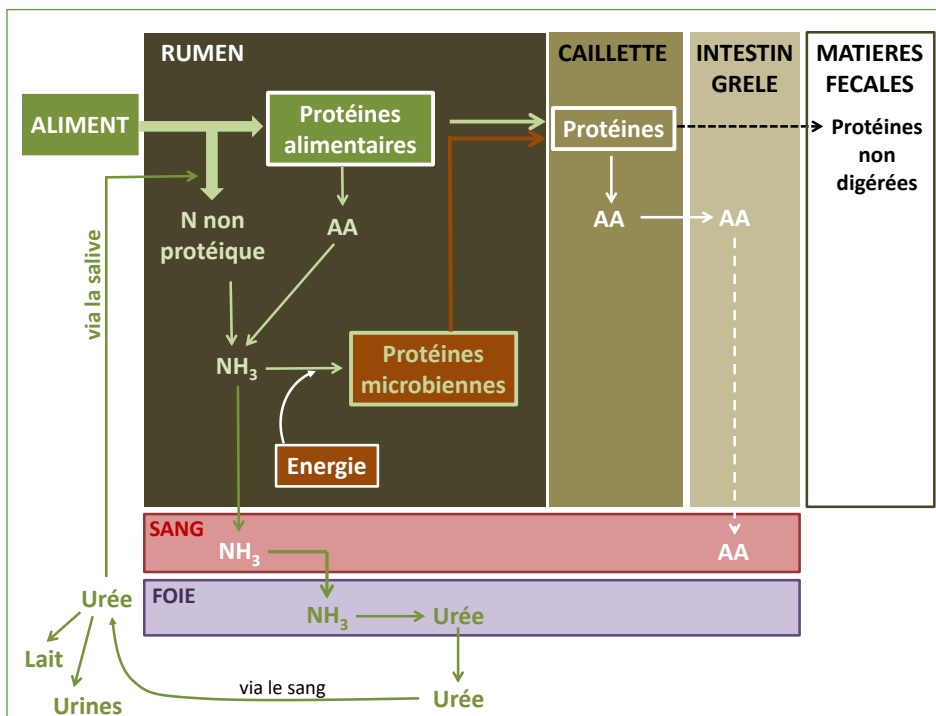 RUMEN
CAILLETTE
INTESTIN
GRELE
MATIERES
FECALES
ALIMENT
Protéines
alimentaires
Protéines
Protéines
non
digérées
N non
protéique
AA
AA
AA
via la salive
NH₃
Protéines
microbiennes
Energie
SANG
NH₃
AA
FOIE
NH₃
Urée
Urée
Lait
Urines
via le sang
Urée